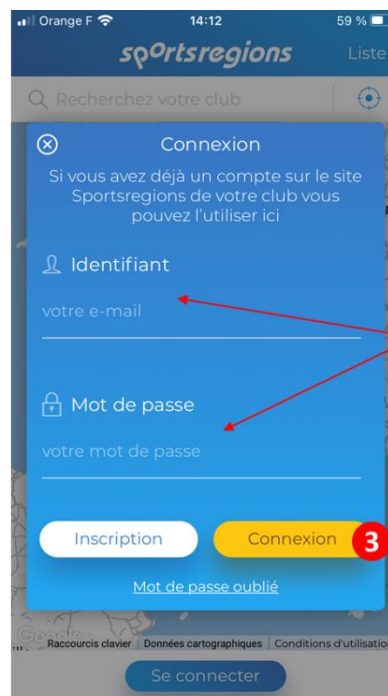 Orange F 14:12 59 %
sportsregions Liste
Recherchez votre club
Connexion
Si vous avez déjà un compte sur le site
Sportsregions de votre club vous
pouvez l'utiliser ici
Identifiant
votre e-mail
Mot de passe
votre mot de passe
Inscription Connexion 3
Mot de passe oublié
Google Raccourcis clavier Données cartographiques Conditions d'utilisation
Se connecter